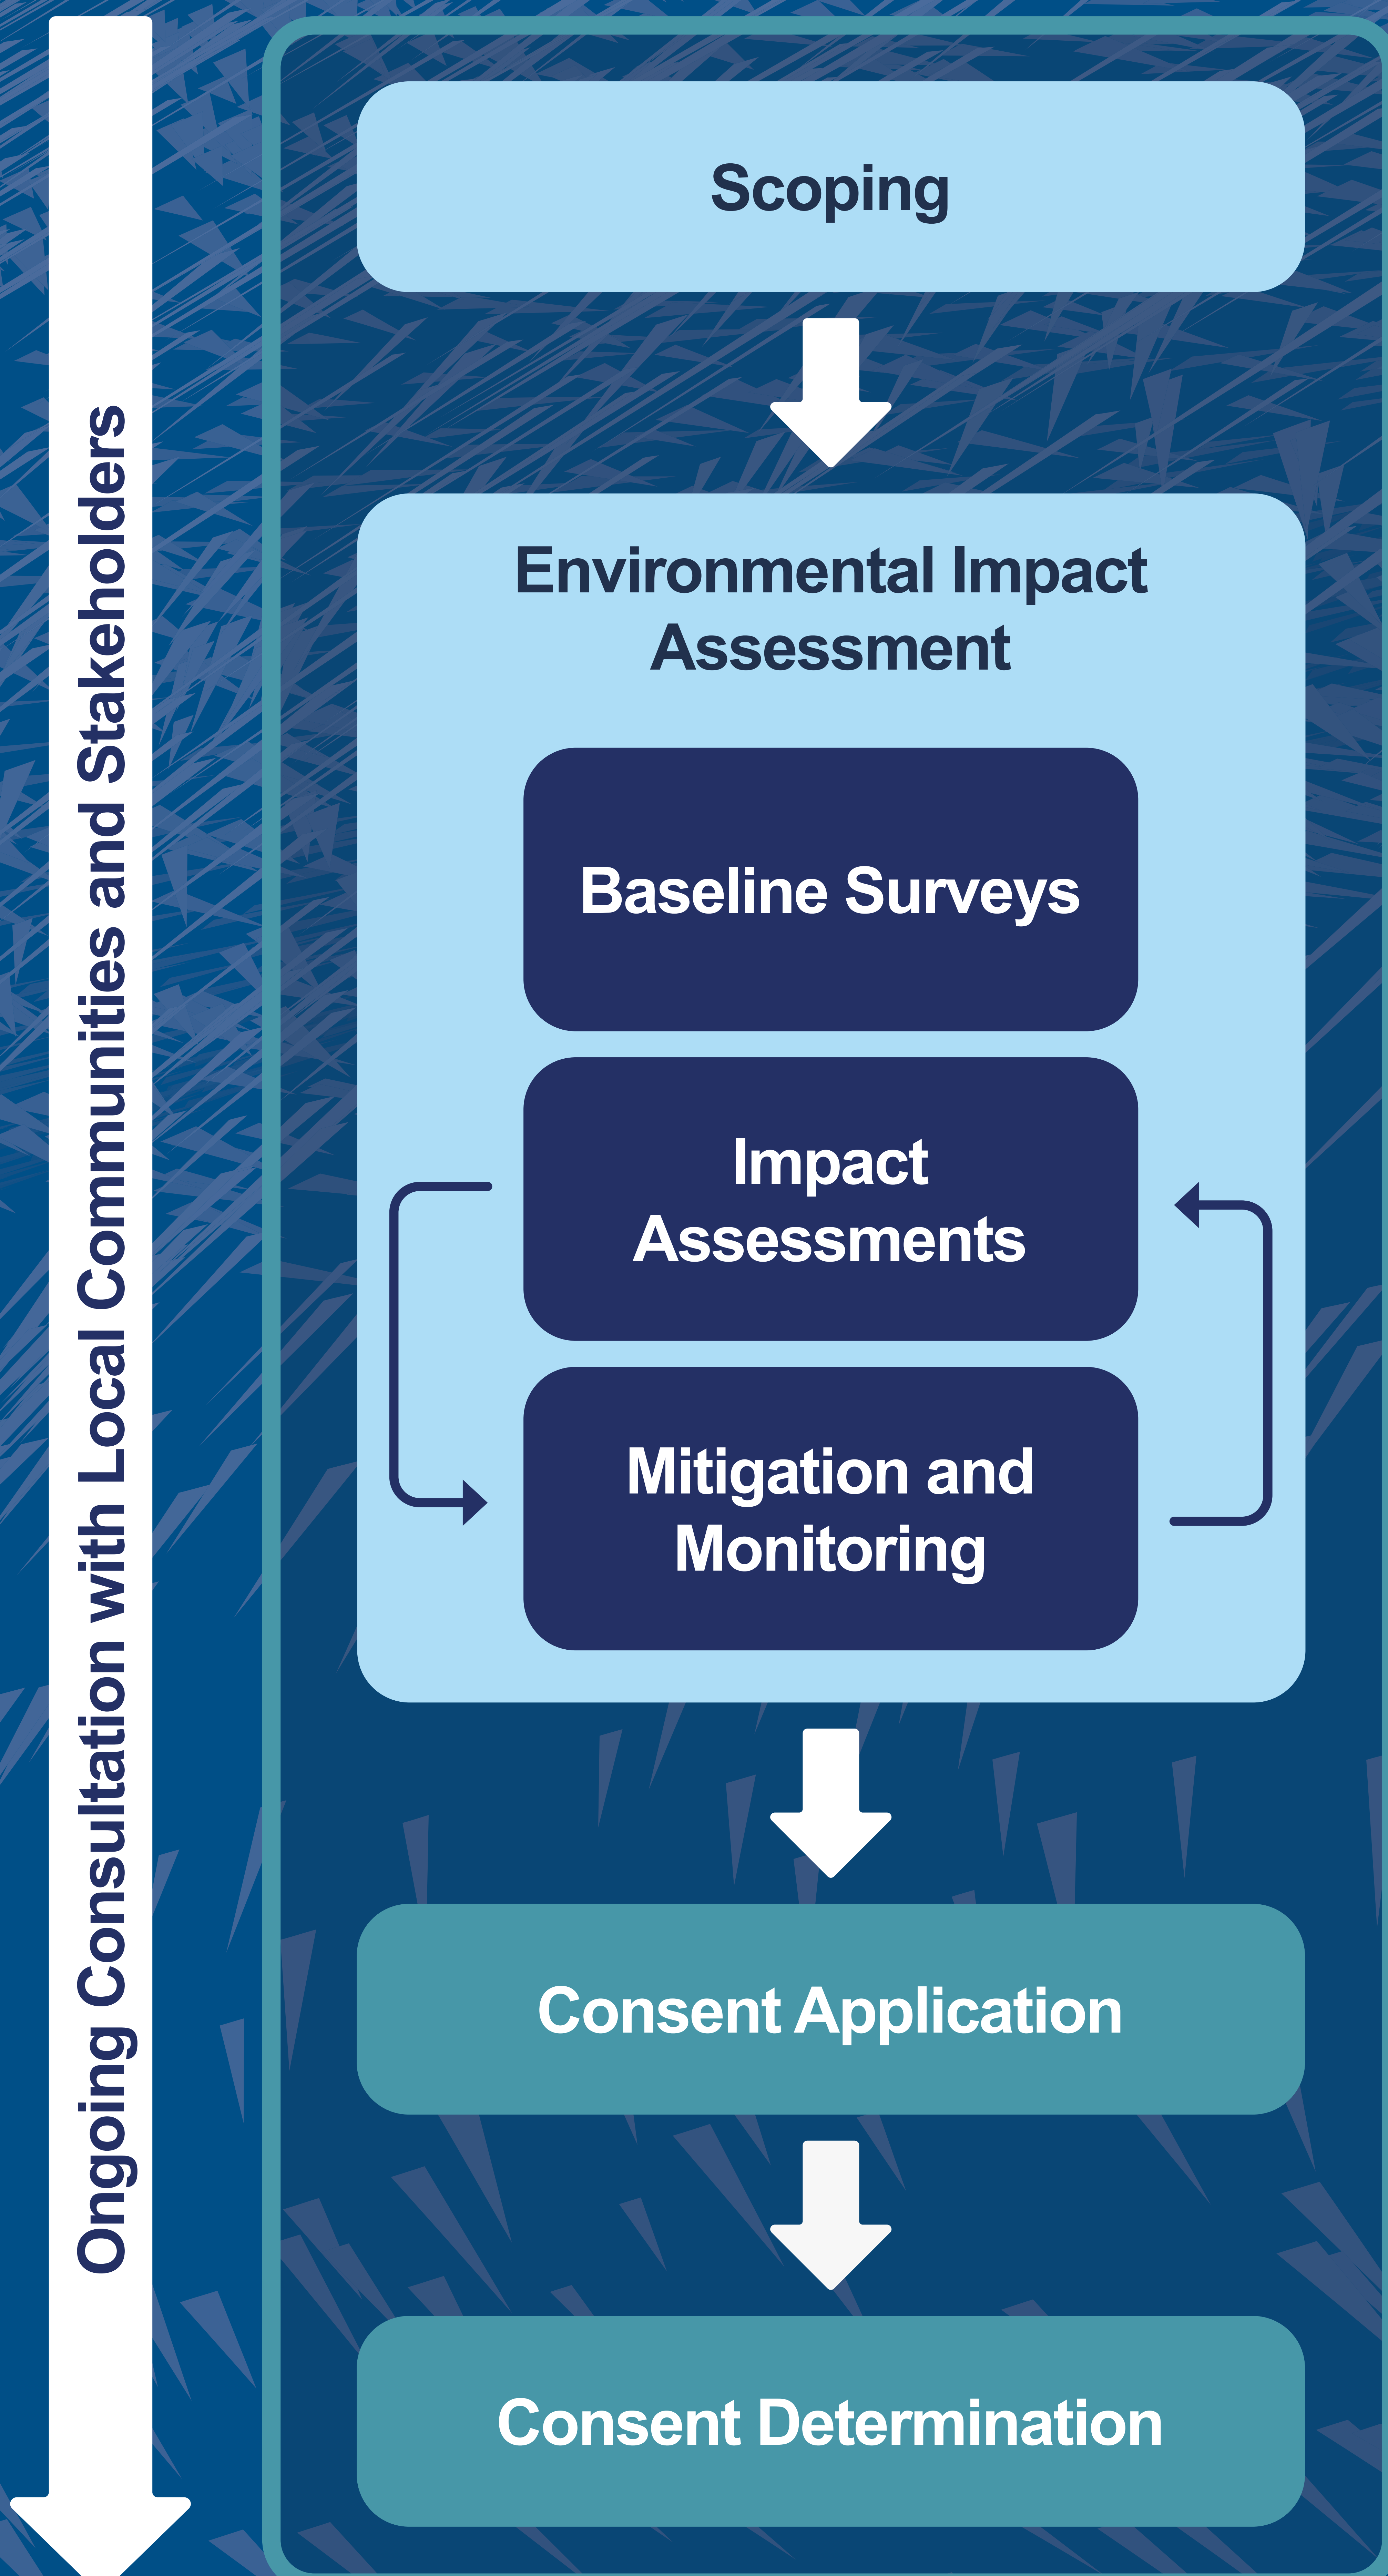 Ongoing Consultation with Local Communities and Stakeholders
Scoping
Environmental Impact
Assessment
Baseline Surveys
Impact
Assessments
Mitigation and
Monitoring
Consent Application
Consent Determination